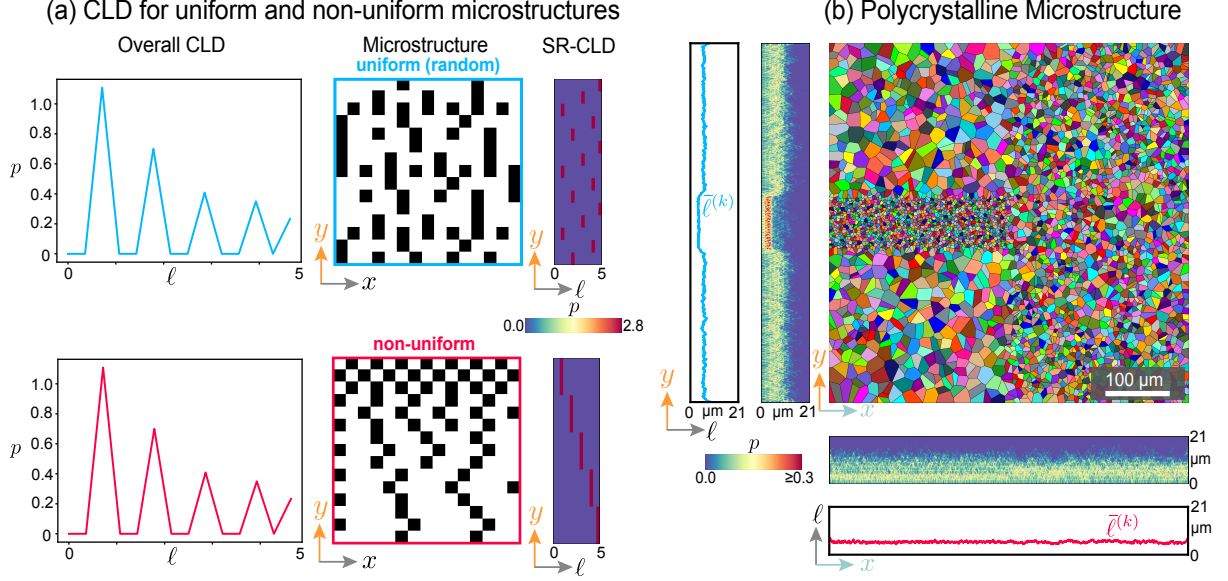 (a) CLD for uniform and non-uniform microstructures
Overall CLD
Microstructure
uniform (random)
SR-CLD
p
1.0
0.8
0.6
0.4
0.2
0
0
5
ℓ
y
x
y
0
5
ℓ
p
0.0
2.8
non-uniform
p
1.0
0.8
0.6
0.4
0.2
0
0
5
ℓ
y
x
y
0
5
ℓ
(b) Polycrystalline Microstructure
ℓ̅⁽ᵏ⁾
0 µm 21
0 µm 21
y
ℓ
y
x
100 µm
p
0.0
≥0.3
21
µm
0
ℓ
x
ℓ̅⁽ᵏ⁾
21
µm
0